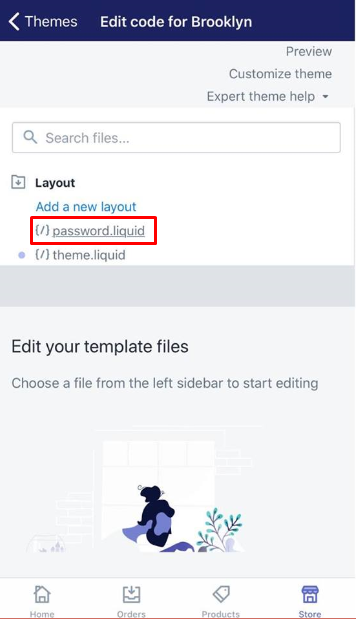 Themes Edit code for Brooklyn
Preview
Customize theme
Expert theme help
Search files...
Layout
Add a new layout
{/} password.liquid
{/} theme.liquid
Edit your template files
Choose a file from the left sidebar to start editing
Home Orders Products Store